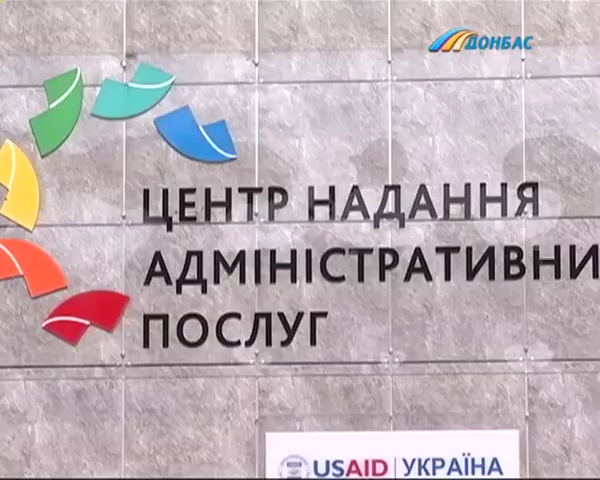 ДОНБАС
ЦЕНТР НАДАННЯ
АДМІНІСТРАТИВНИ
ПОСЛУГ
USAID УКРАЇНА